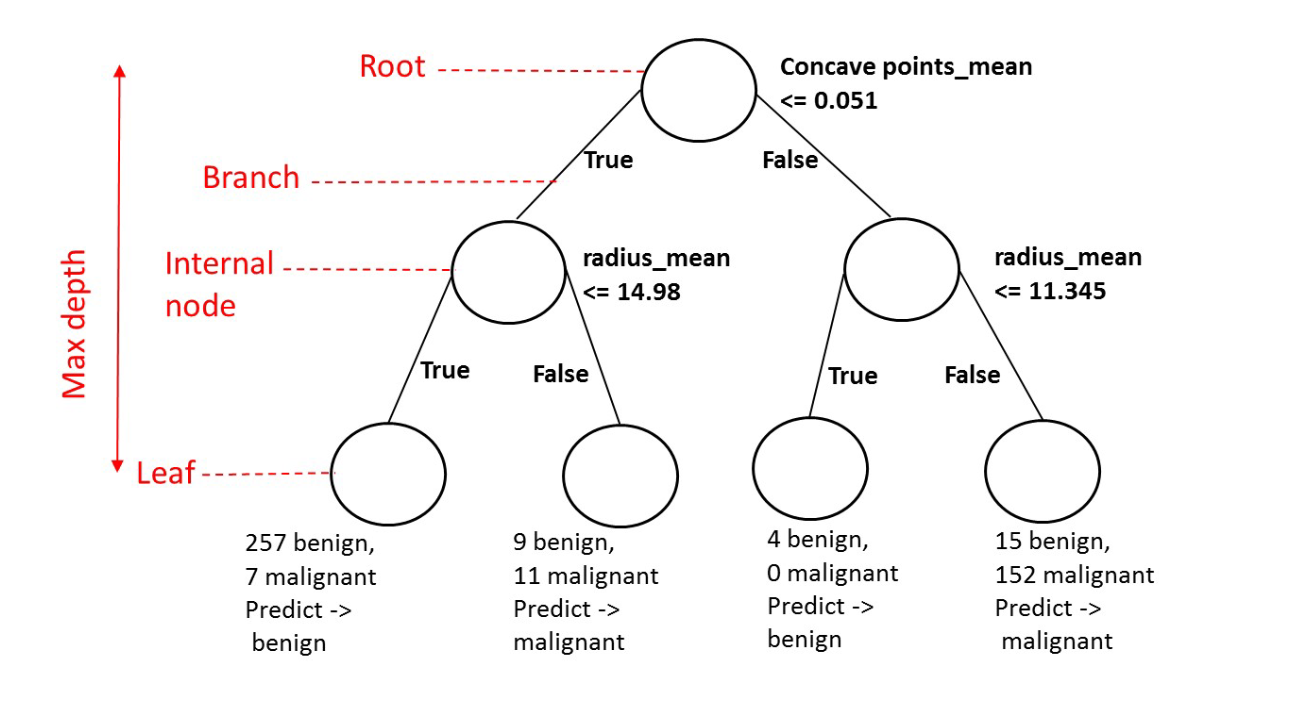 Root
Concave points_mean
<= 0.051
True
False
Branch
Max depth
Internal
node
radius_mean
<= 14.98
radius_mean
<= 11.345
True
False
True
False
Leaf
257 benign,
7 malignant
Predict ->
benign
9 benign,
11 malignant
Predict ->
malignant
4 benign,
0 malignant
Predict ->
benign
15 benign,
152 malignant
Predict ->
malignant